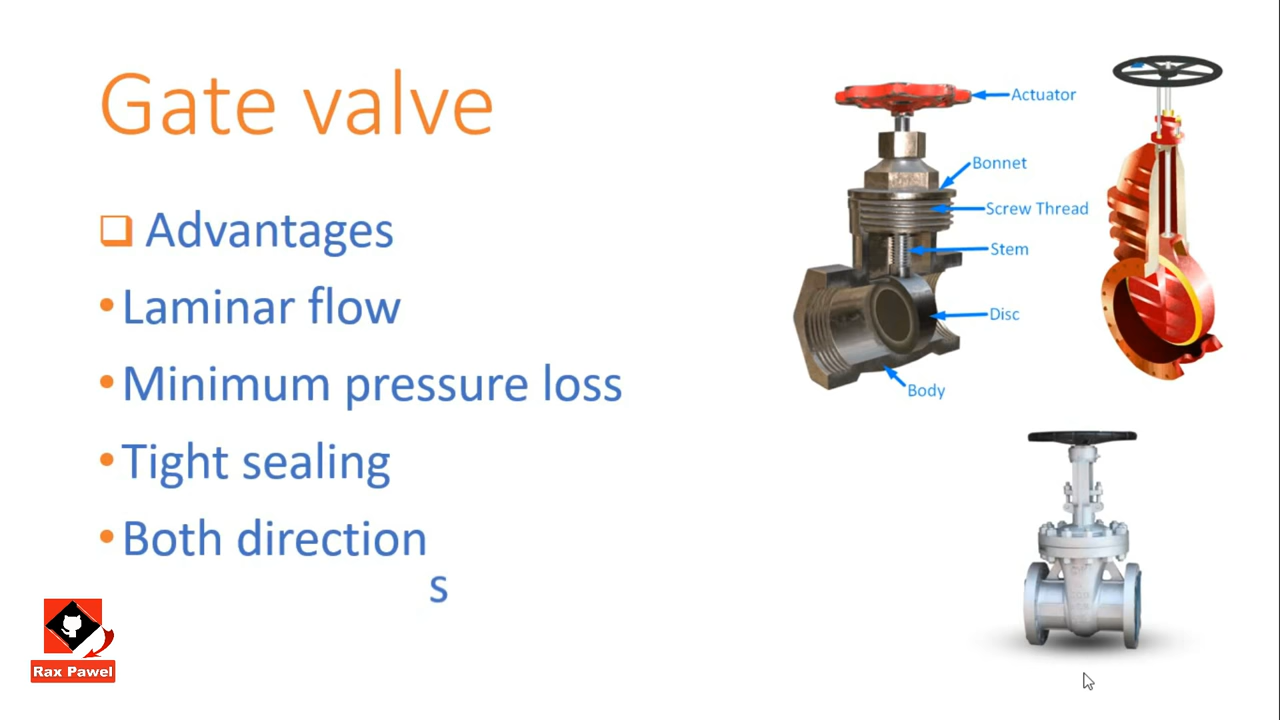 Gate valve
Advantages
Laminar flow
Minimum pressure loss
Tight sealing
Both direction
s
Actuator
Bonnet
Screw Thread
Stem
Disc
Body
Rax Pawel